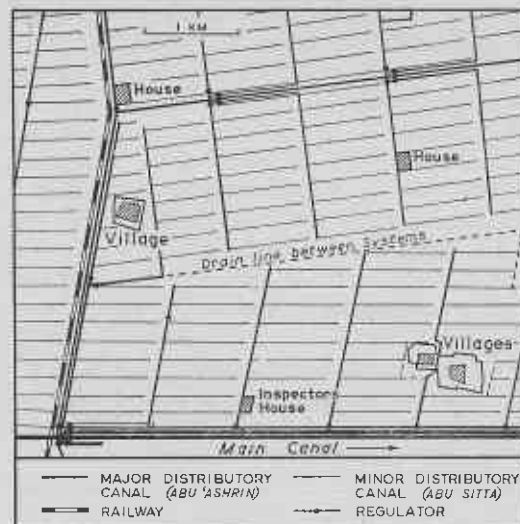 1 KM
House
House
Village
Drain line between Systems
Villages
Inspectors
House
Main Canal
MAJOR DISTRIBUTORY
CANAL (ABU 'ASHRIN)
RAILWAY
MINOR DISTRIBUTORY
CANAL (ABU SITTA)
REGULATOR